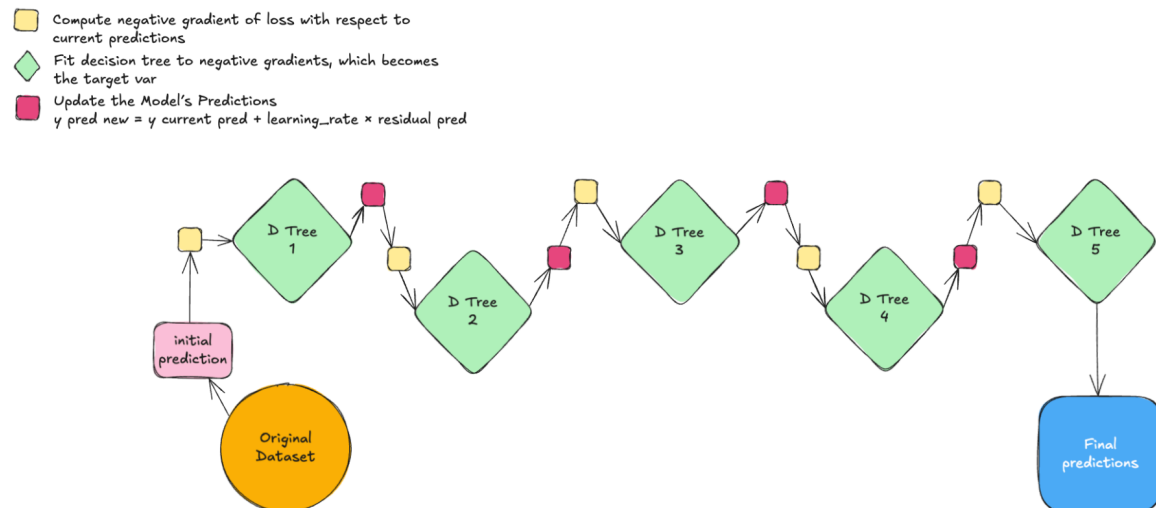 Compute negative gradient of loss with respect to
current predictions
Fit decision tree to negative gradients, which becomes
the target var
Update the Model's Predictions
y pred new = y current pred + learning_rate × residual pred
D Tree
1
D Tree
2
D Tree
3
D Tree
4
D Tree
5
initial
prediction
Original
Dataset
Final
predictions